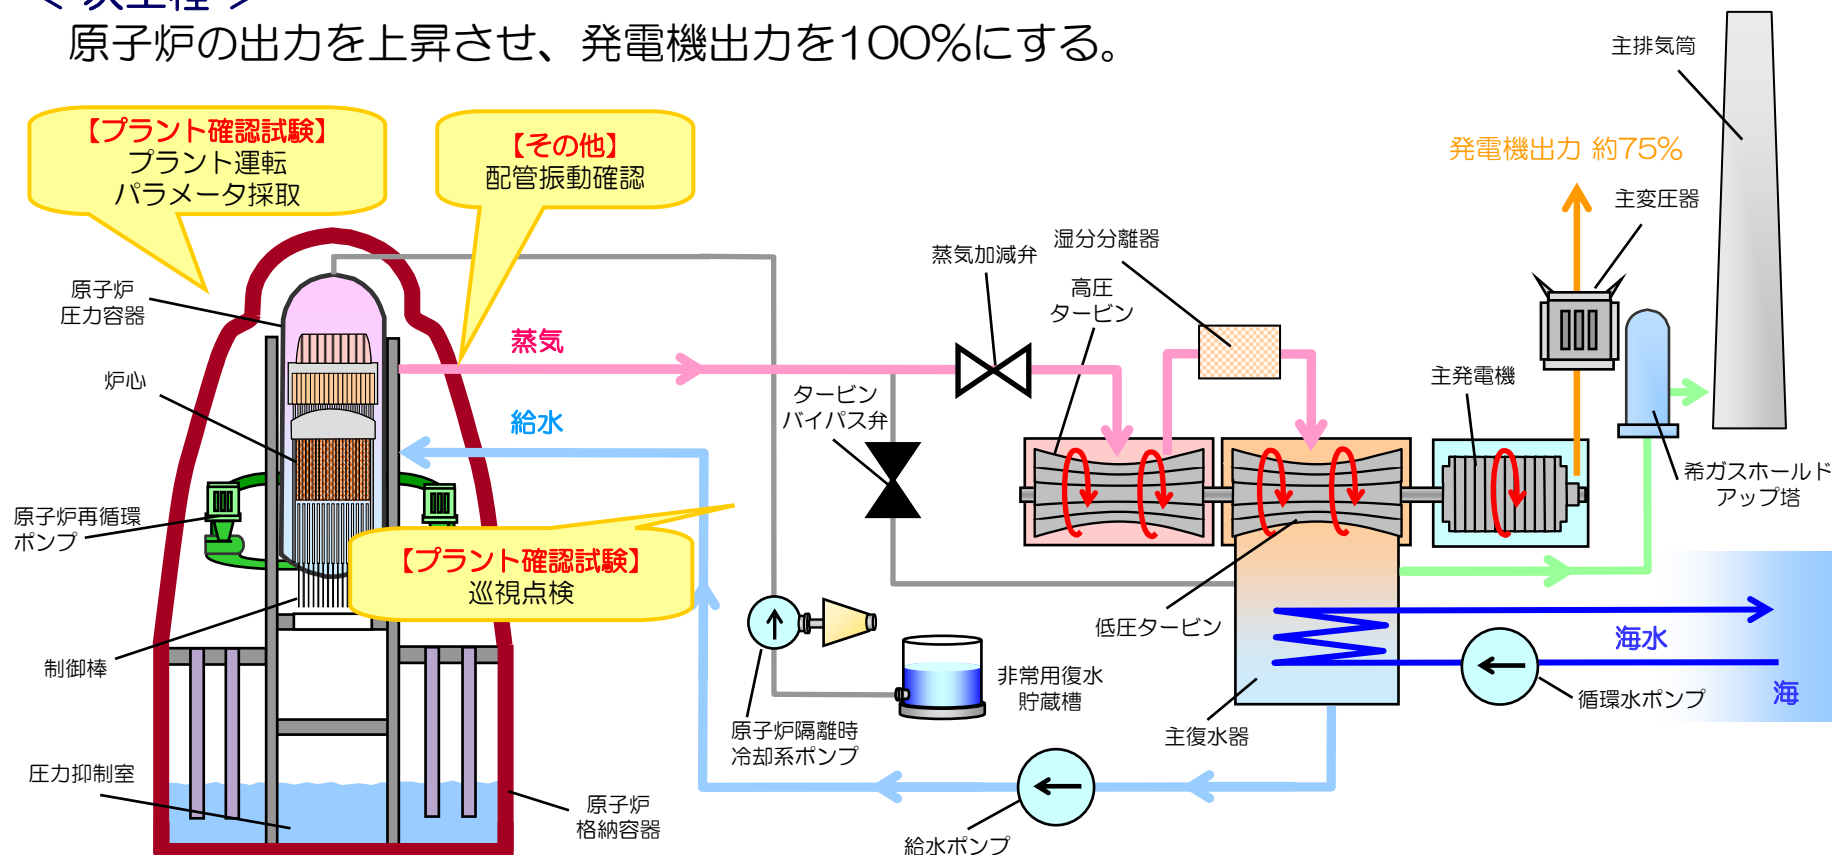 < 次工程 >
原子炉の出力を上昇させ、発電機出力を100%にする。
主排気筒
【プラント確認試験】
プラント運転
パラメータ採取
【その他】
配管振動確認
発電機出力 約75%
主変圧器
湿分分離器
蒸気加減弁
高圧
タービン
原子炉
圧力容器
蒸気
炉心
タービン
バイパス弁
主発電機
給水
希ガスホールド
アップ塔
原子炉再循環
ポンプ
【プラント確認試験】
巡視点検
低圧タービン
海水
制御棒
非常用復水
貯蔵槽
循環水ポンプ
海
原子炉隔離時
冷却系ポンプ
主復水器
圧力抑制室
原子炉
格納容器
給水ポンプ